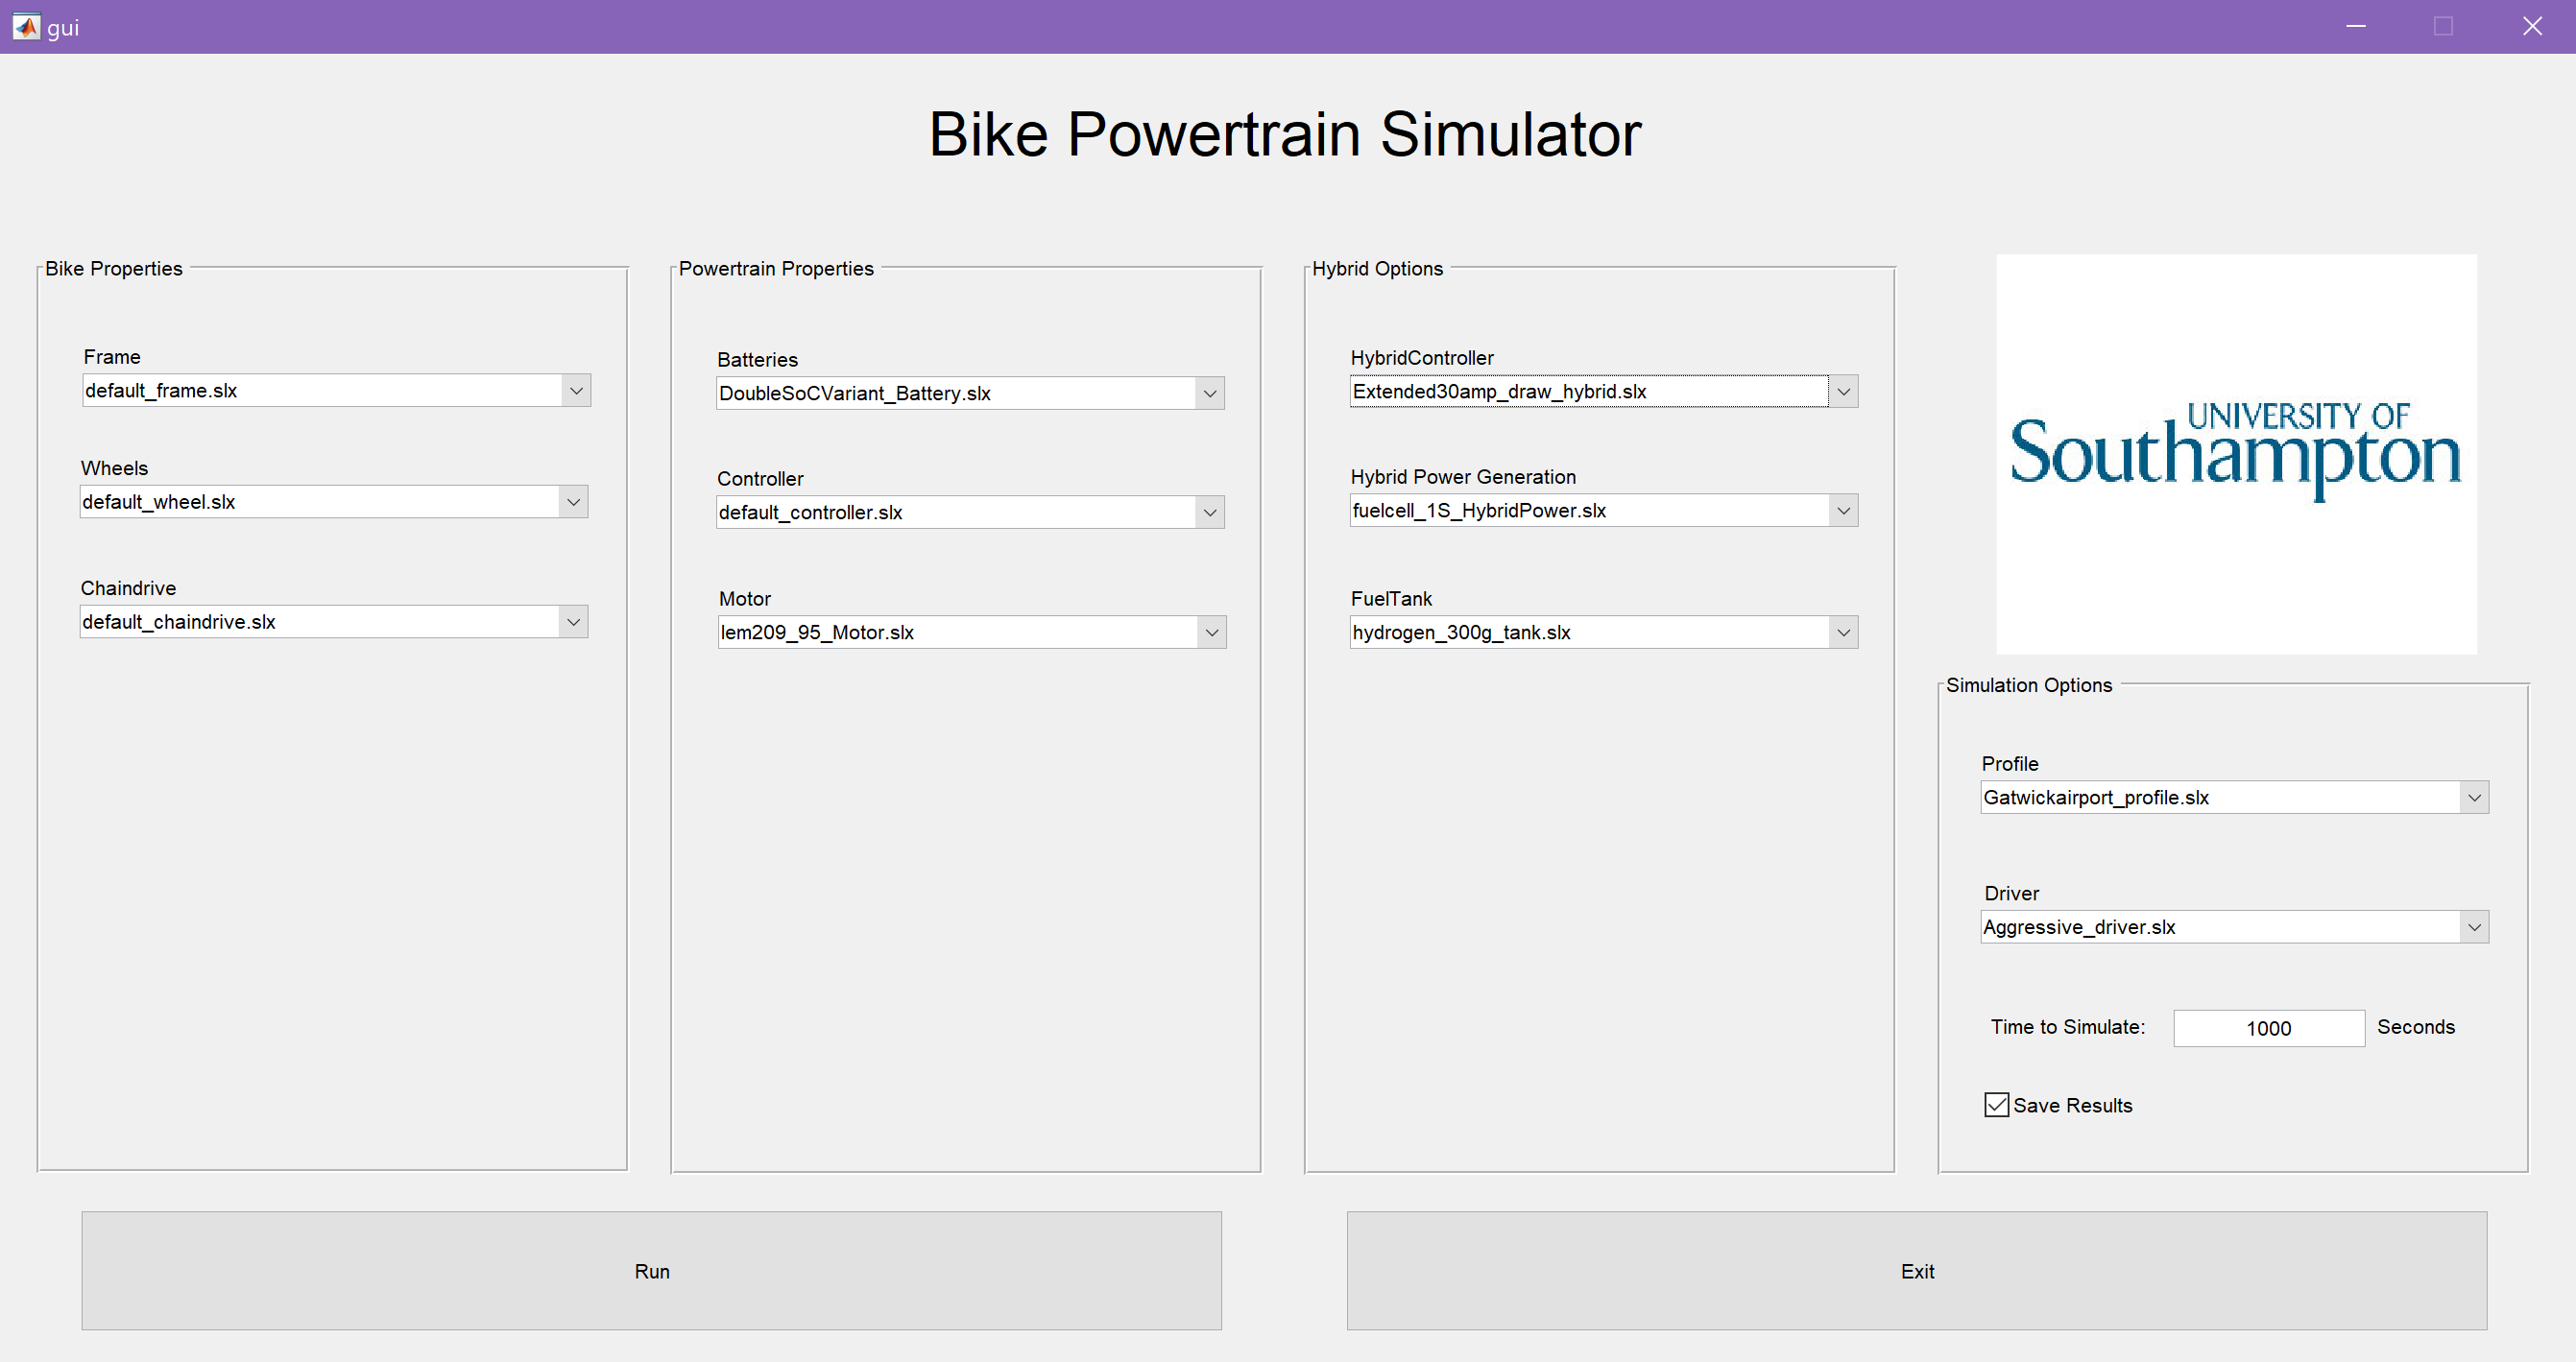 gui
Bike Powertrain Simulator
Bike Properties
Frame
default_frame.slx
Wheels
default_wheel.slx
Chaindrive
default_chaindrive.slx
Powertrain Properties
Batteries
DoubleSoCVariant_Battery.slx
Controller
default_controller.slx
Motor
lem209_95_Motor.slx
Hybrid Options
HybridController
Extended30amp_draw_hybrid.slx
Hybrid Power Generation
fuelcell_1S_HybridPower.slx
FuelTank
hydrogen_300g_tank.slx
UNIVERSITY OF
Southampton
Simulation Options
Profile
Gatwickairport_profile.slx
Driver
Aggressive_driver.slx
Time to Simulate: 1000 Seconds
Save Results
Run
Exit